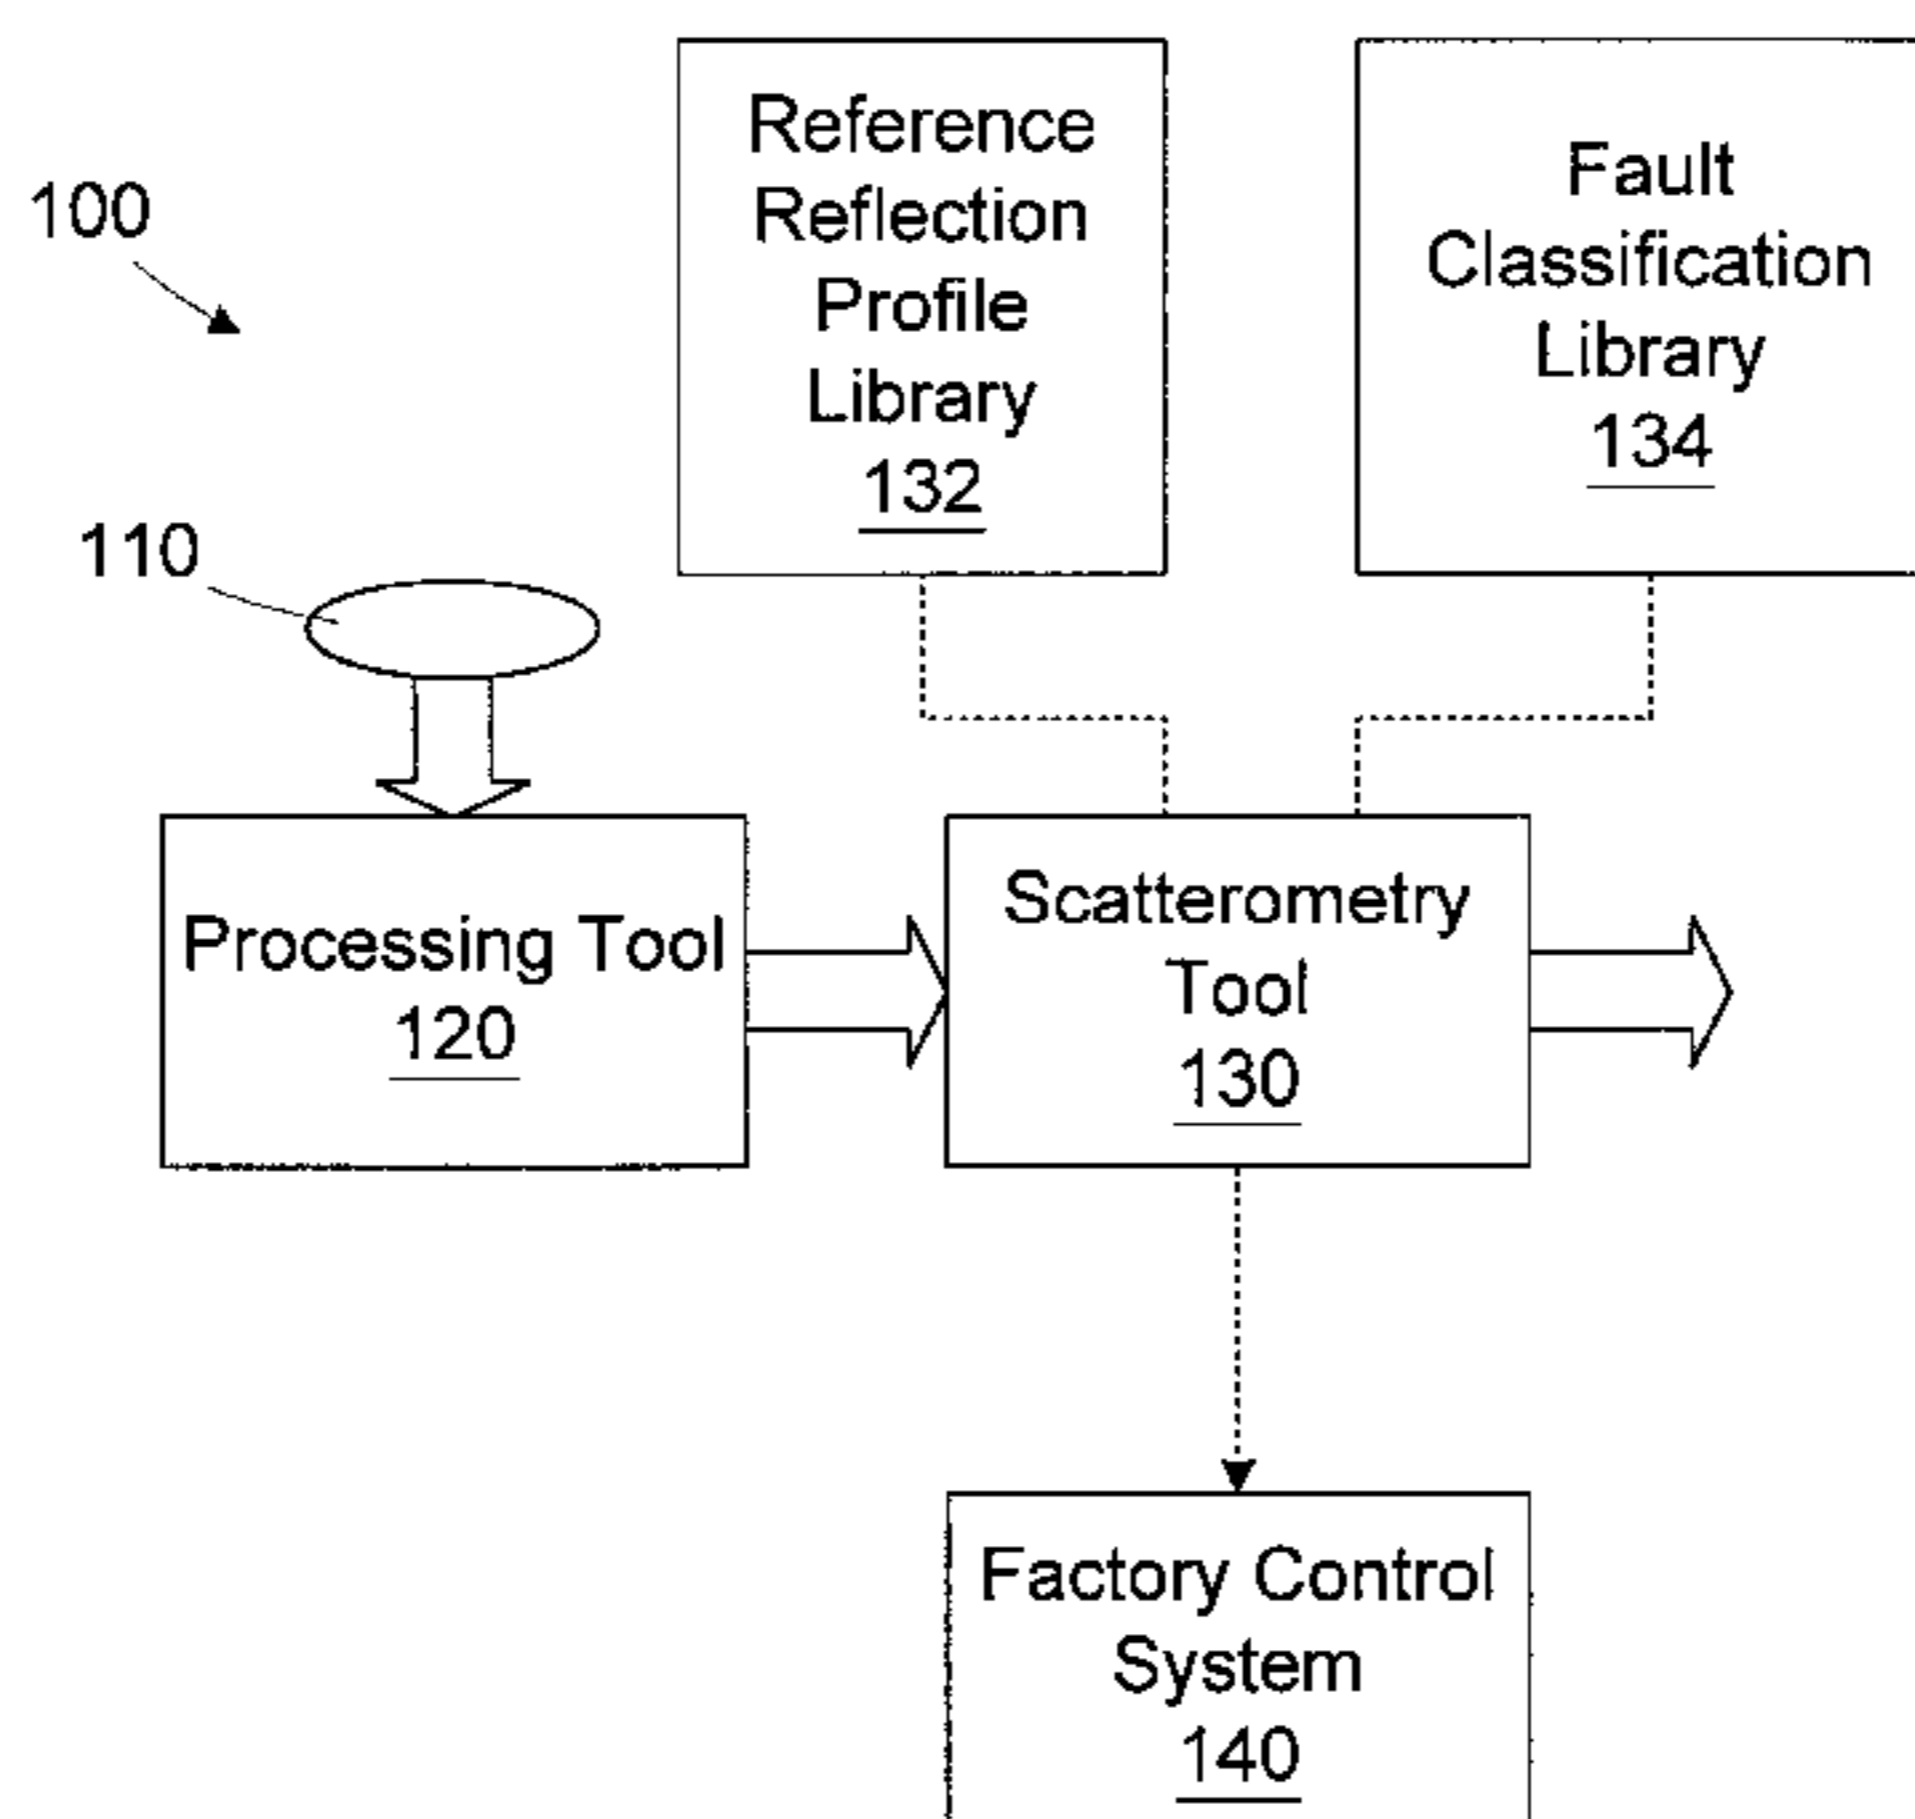 100
Reference
Reflection
Profile
Library
132
Fault
Classification
Library
134
110
Processing Tool
120
Scatterometry
Tool
130
Factory Control
System
140